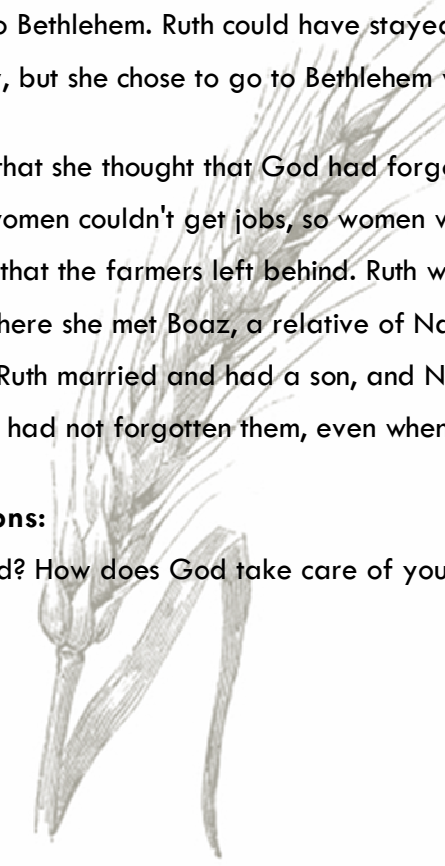 o Bethlehem. Ruth could have stayed
, but she chose to go to Bethlehem
that she thought that God had forg
women couldn't get jobs, so women
that the farmers left behind. Ruth w
here she met Boaz, a relative of Na
Ruth married and had a son, and N
had not forgotten them, even when
ons:
d? How does God take care of you